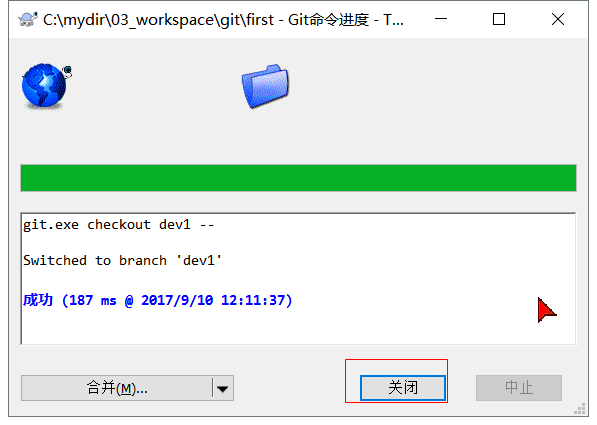 C:\mydir\03_workspace\git\first - Git命令进度 - T...
git.exe checkout dev1 --
Switched to branch 'dev1'
成功 (187 ms @ 2017/9/10 12:11:37)
合并(M)... 关闭 中止